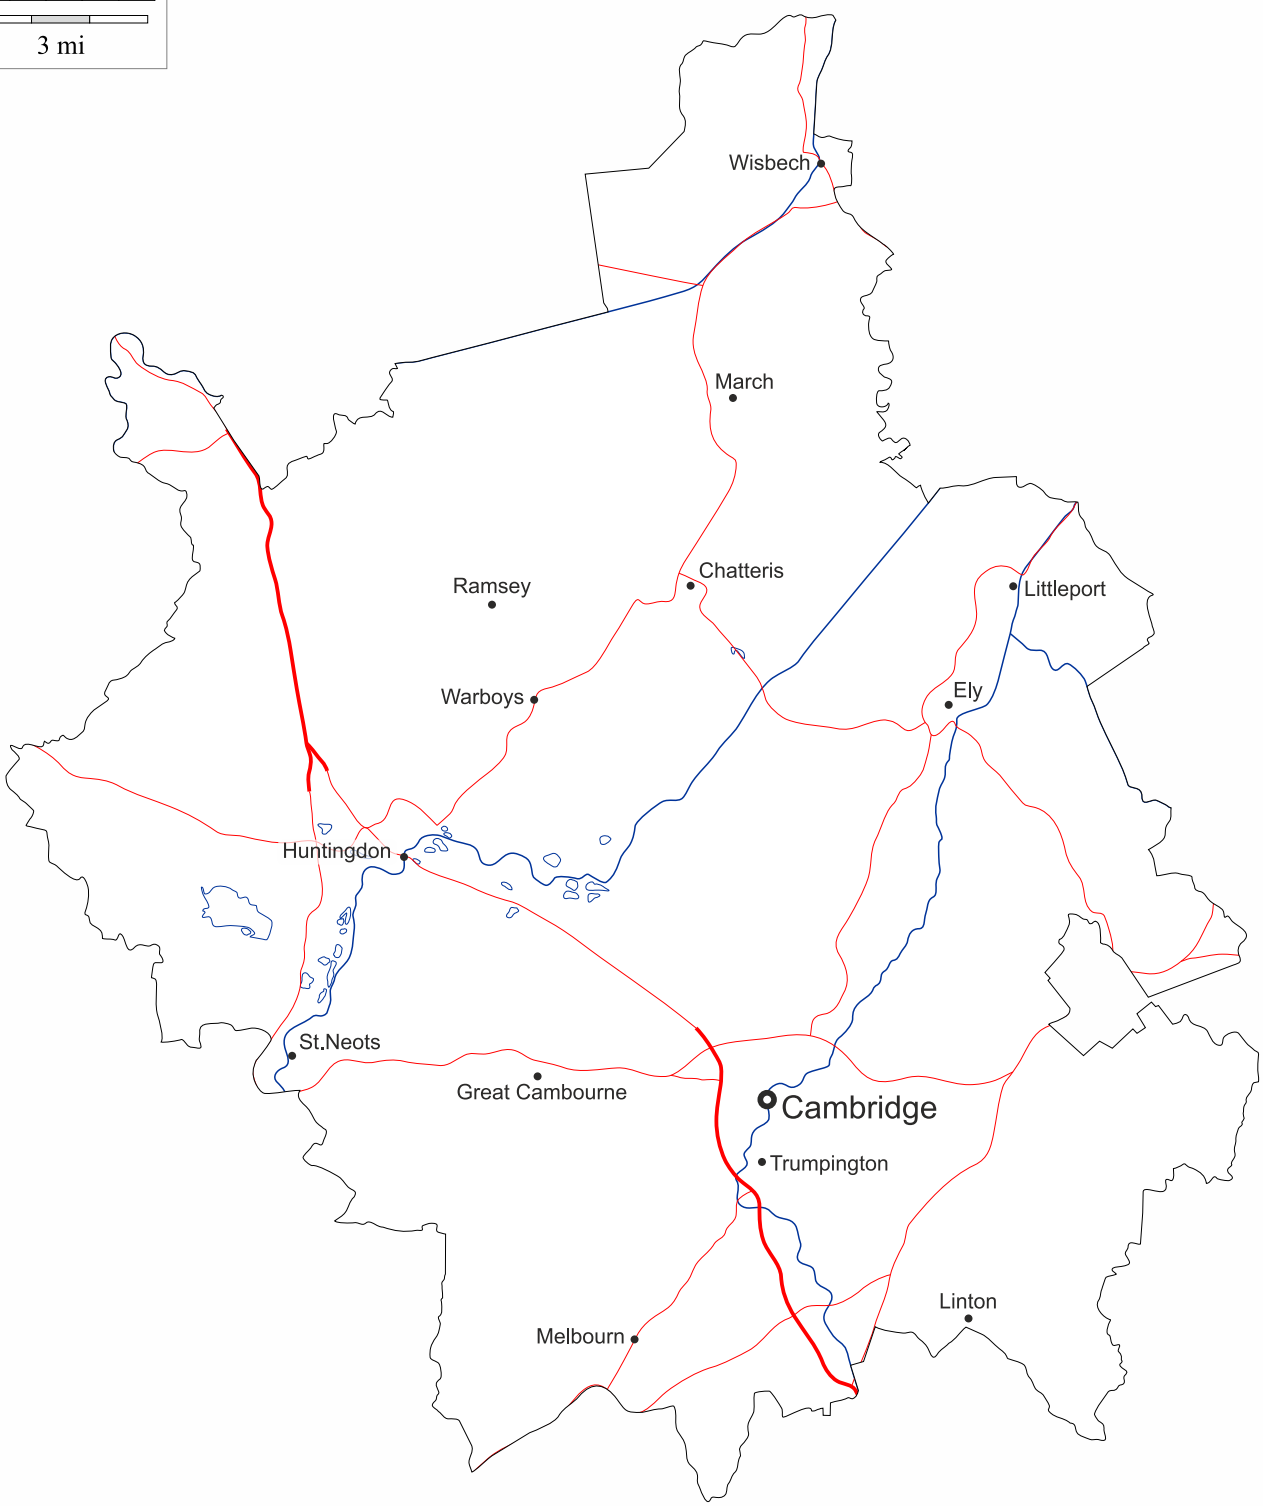 3 mi
Wisbech
March
Chatteris
Ramsey
Littleport
Ely
Warboys
Huntingdon
St.Neots
Great Cambourne
Cambridge
Trumpington
Linton
Melbourn